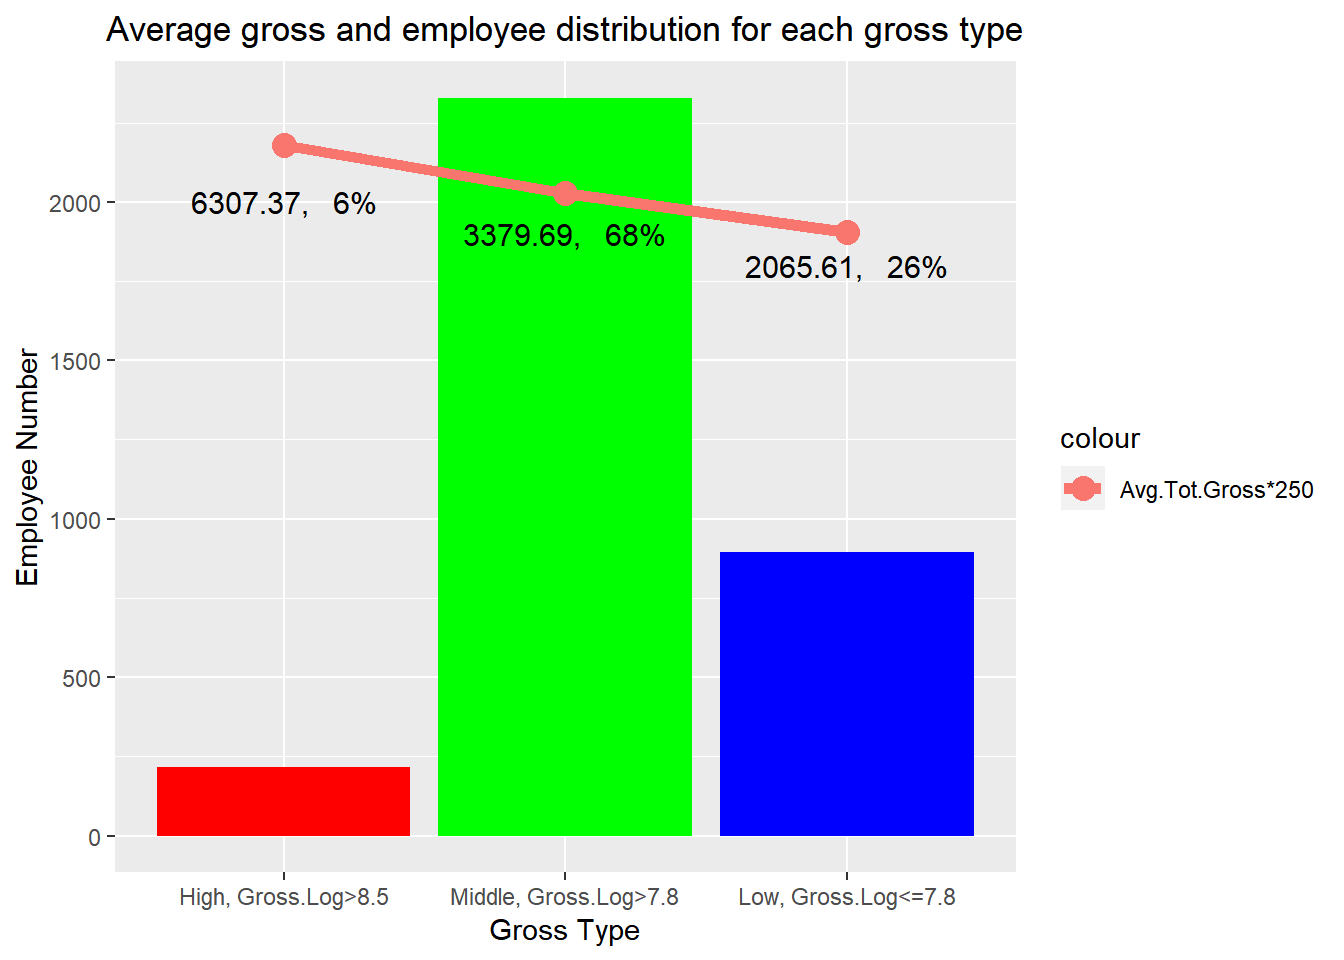 Average gross and employee distribution for each gross type
Employee Number
2000
1500
1000
500
0
6307.37, 6%
3379.69, 68%
2065.61, 26%
High, Gross.Log>8.5
Middle, Gross.Log>7.8
Low, Gross.Log<=7.8
Gross Type
colour
Avg.Tot.Gross*250